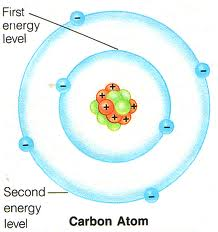 First
energy
level
Second
energy
level
Carbon Atom